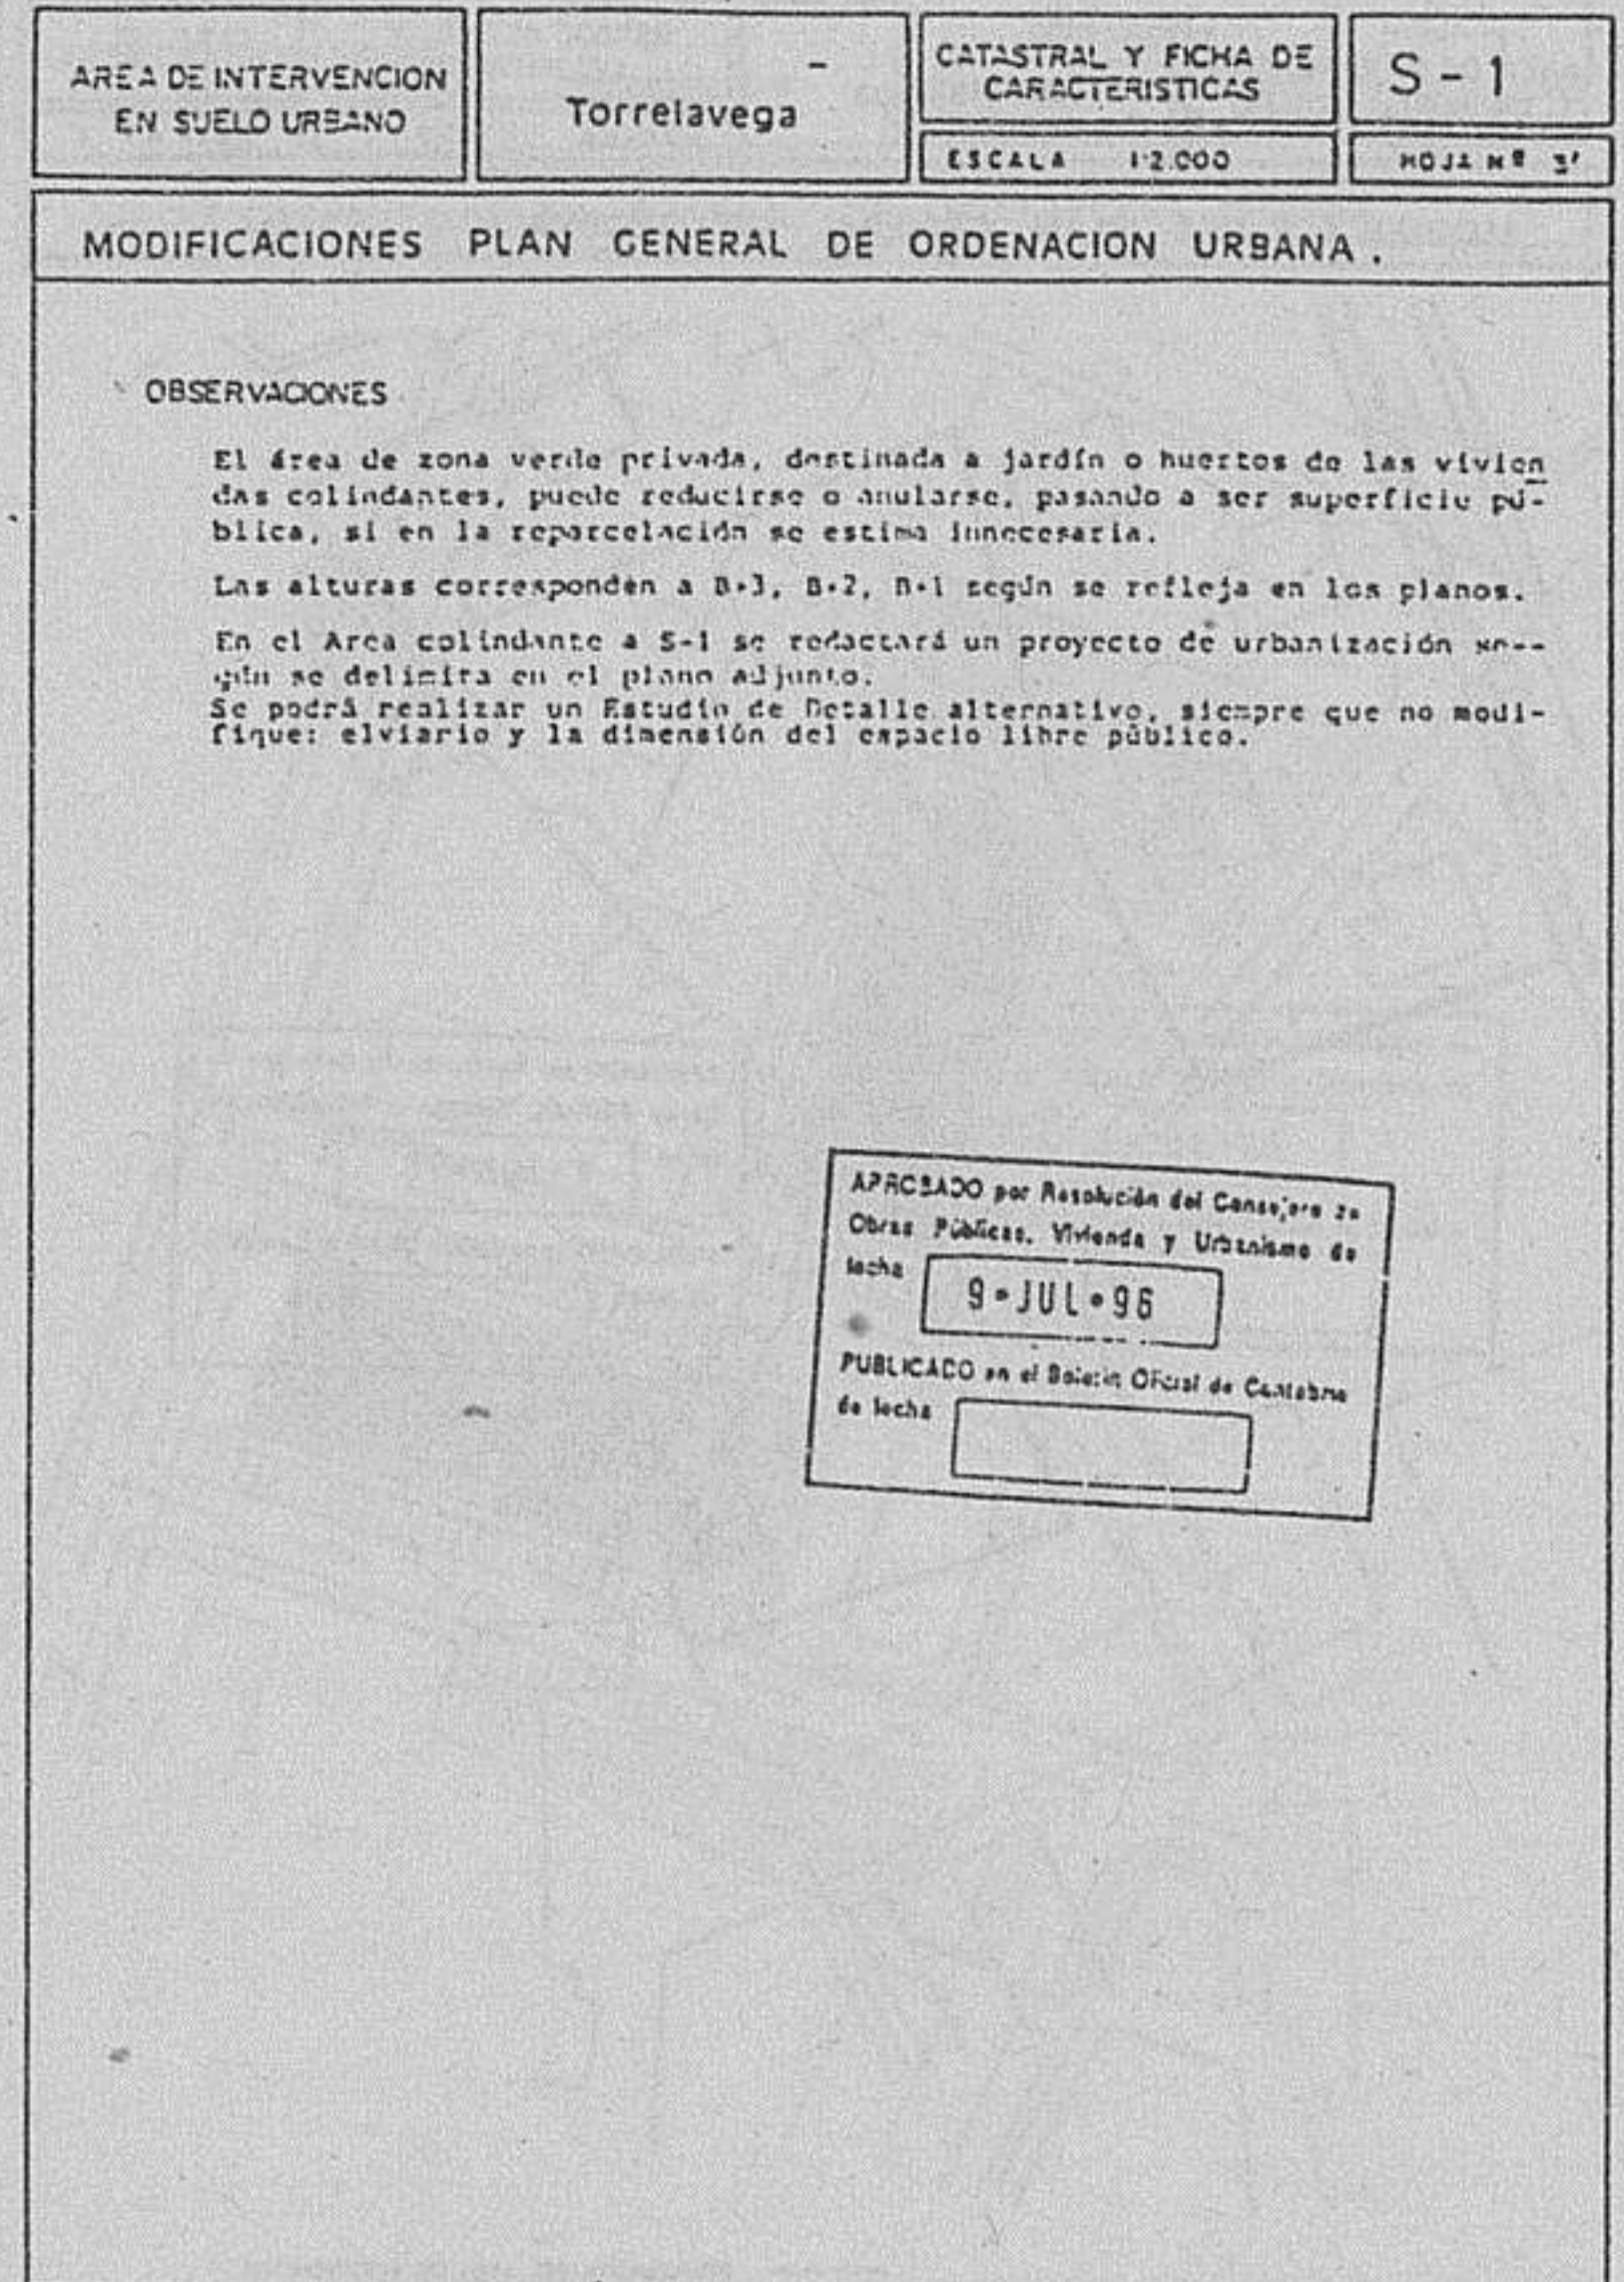 AREA DE INTERVENCION
EN SUELO URBANO
-
Torrelavega
CATASTRAL Y FICHA DE
CARACTERISTICAS
ESCALA 1:2.000
S - 1
HOJA Nº 3'
MODIFICACIONES PLAN GENERAL DE ORDENACION URBANA.
OBSERVACIONES
El área de zona verde privada, destinada a jardín o huertos de las vivien
das colindantes, puede reducirse o anularse, pasando a ser superficie pú-
blica, si en la reparcelación se estima innecesaria.
Las alturas corresponden a B+3, B+2, B+1 según se refleja en los planos.
En el Area colindante a S-1 se redactará un proyecto de urbanización se--
gún se delimita en el plano adjunto.
Se podrá realizar un Estudio de Detalle alternativo, siempre que no modi-
fique: elviario y la dimensión del espacio libre público.
APROBADO por Resolución del Consejero de
Obras Públicas, Vivienda y Urbanismo de
fecha 9 • JUL • 96
PUBLICADO en el Boletín Oficial de Cantabria
de fecha